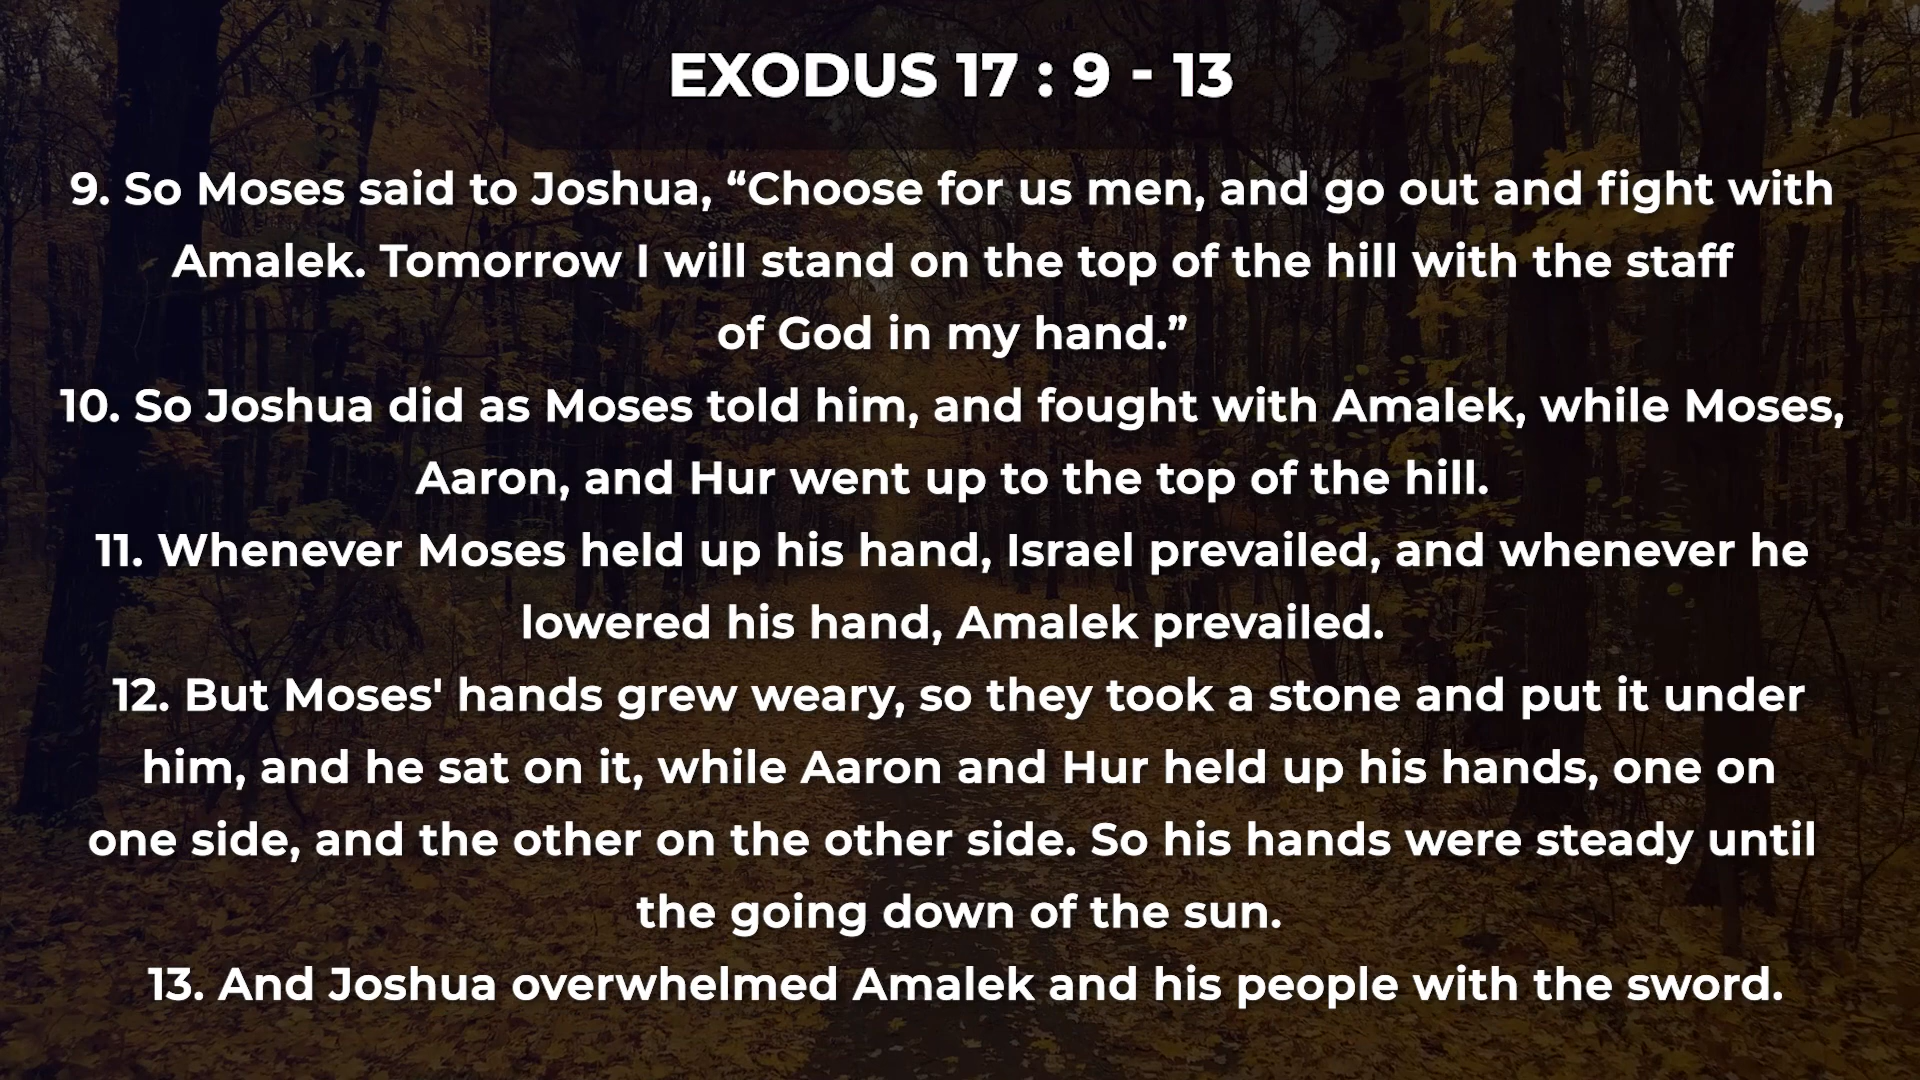 EXODUS 17 : 9 - 13
9. So Moses said to Joshua, “Choose for us men, and go out and fight with
Amalek. Tomorrow I will stand on the top of the hill with the staff
of God in my hand.”
10. So Joshua did as Moses told him, and fought with Amalek, while Moses,
Aaron, and Hur went up to the top of the hill.
11. Whenever Moses held up his hand, Israel prevailed, and whenever he
lowered his hand, Amalek prevailed.
12. But Moses' hands grew weary, so they took a stone and put it under
him, and he sat on it, while Aaron and Hur held up his hands, one on
one side, and the other on the other side. So his hands were steady until
the going down of the sun.
13. And Joshua overwhelmed Amalek and his people with the sword.